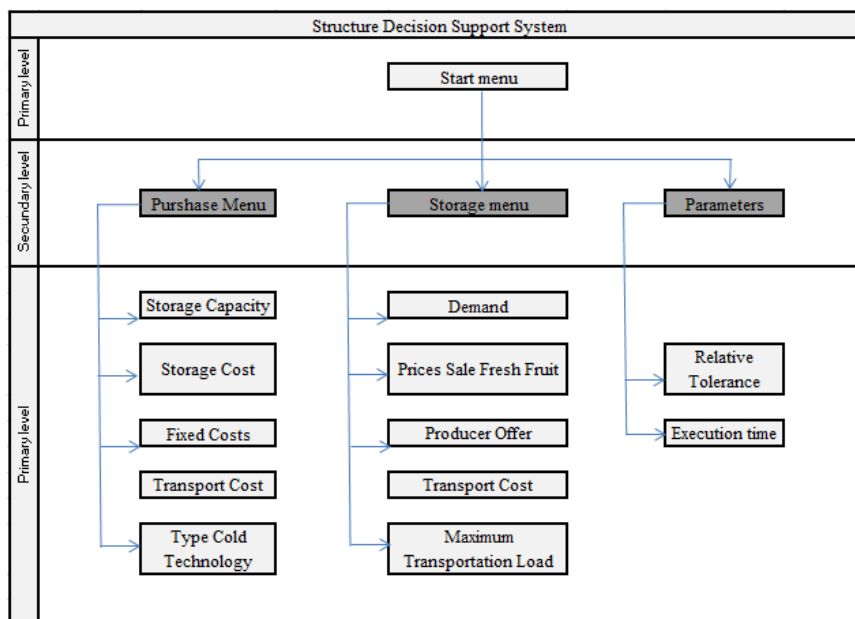 Structure Decision Support System
Primary level
Start menu
Secundary level
Purshase Menu
Storage menu
Parameters
Primary level
Storage Capacity
Demand
Storage Cost
Prices Sale Fresh Fruit
Relative
Tolerance
Fixed Costs
Producer Offer
Execution time
Transport Cost
Transport Cost
Type Cold
Technology
Maximum
Transportation Load